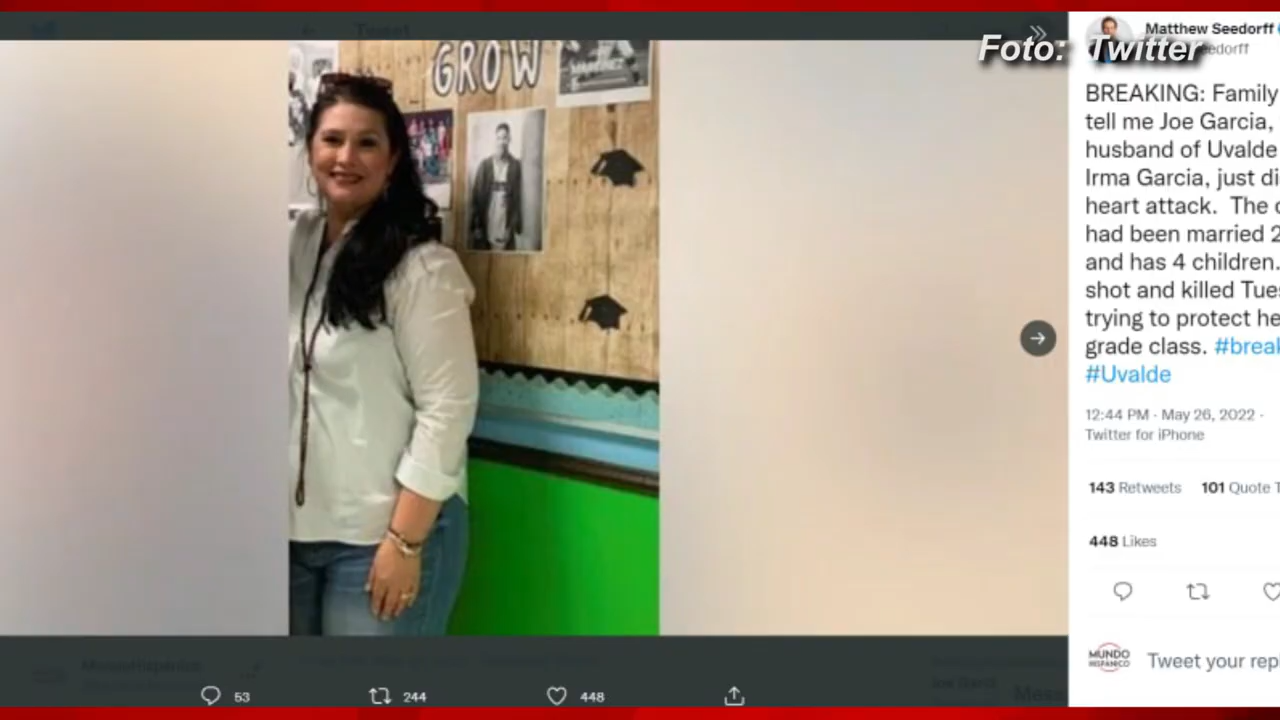 GROW
MARTINEZ
Foto: Twitter
Matthew Seedorff
eedorff
BREAKING: Family
tell me Joe Garcia,
husband of Uvalde
Irma Garcia, just di
heart attack. The c
had been married 2
and has 4 children.
shot and killed Tues
trying to protect he
grade class. #break
#Uvalde
12:44 PM · May 26, 2022 ·
Twitter for iPhone
143 Retweets 101 Quote T
448 Likes
MUNDO
HISPÁNICO
Tweet your repl
53 244 448